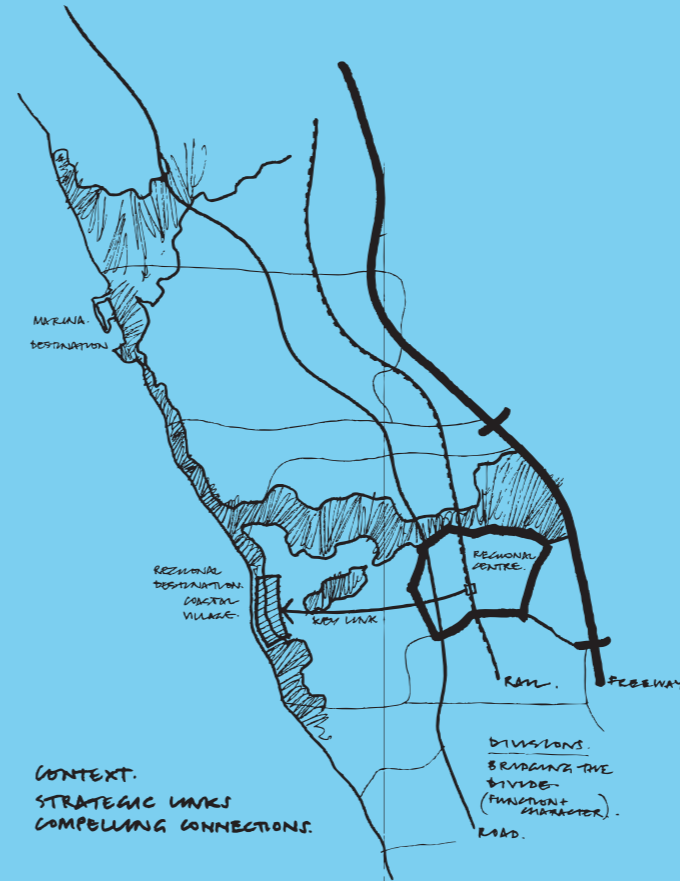 MARINA.
DESTINATION
REGIONAL
DESTINATION.
COASTAL
VILLAGE.
KEY LINK
REGIONAL
CENTRE.
RAIL.
FREEWAY
DIVISIONS.
BRIDGING THE
DIVIDE
(FUNCTION +
CHARACTER).
ROAD.
CONTEXT.
STRATEGIC LINKS
COMPELLING CONNECTIONS.